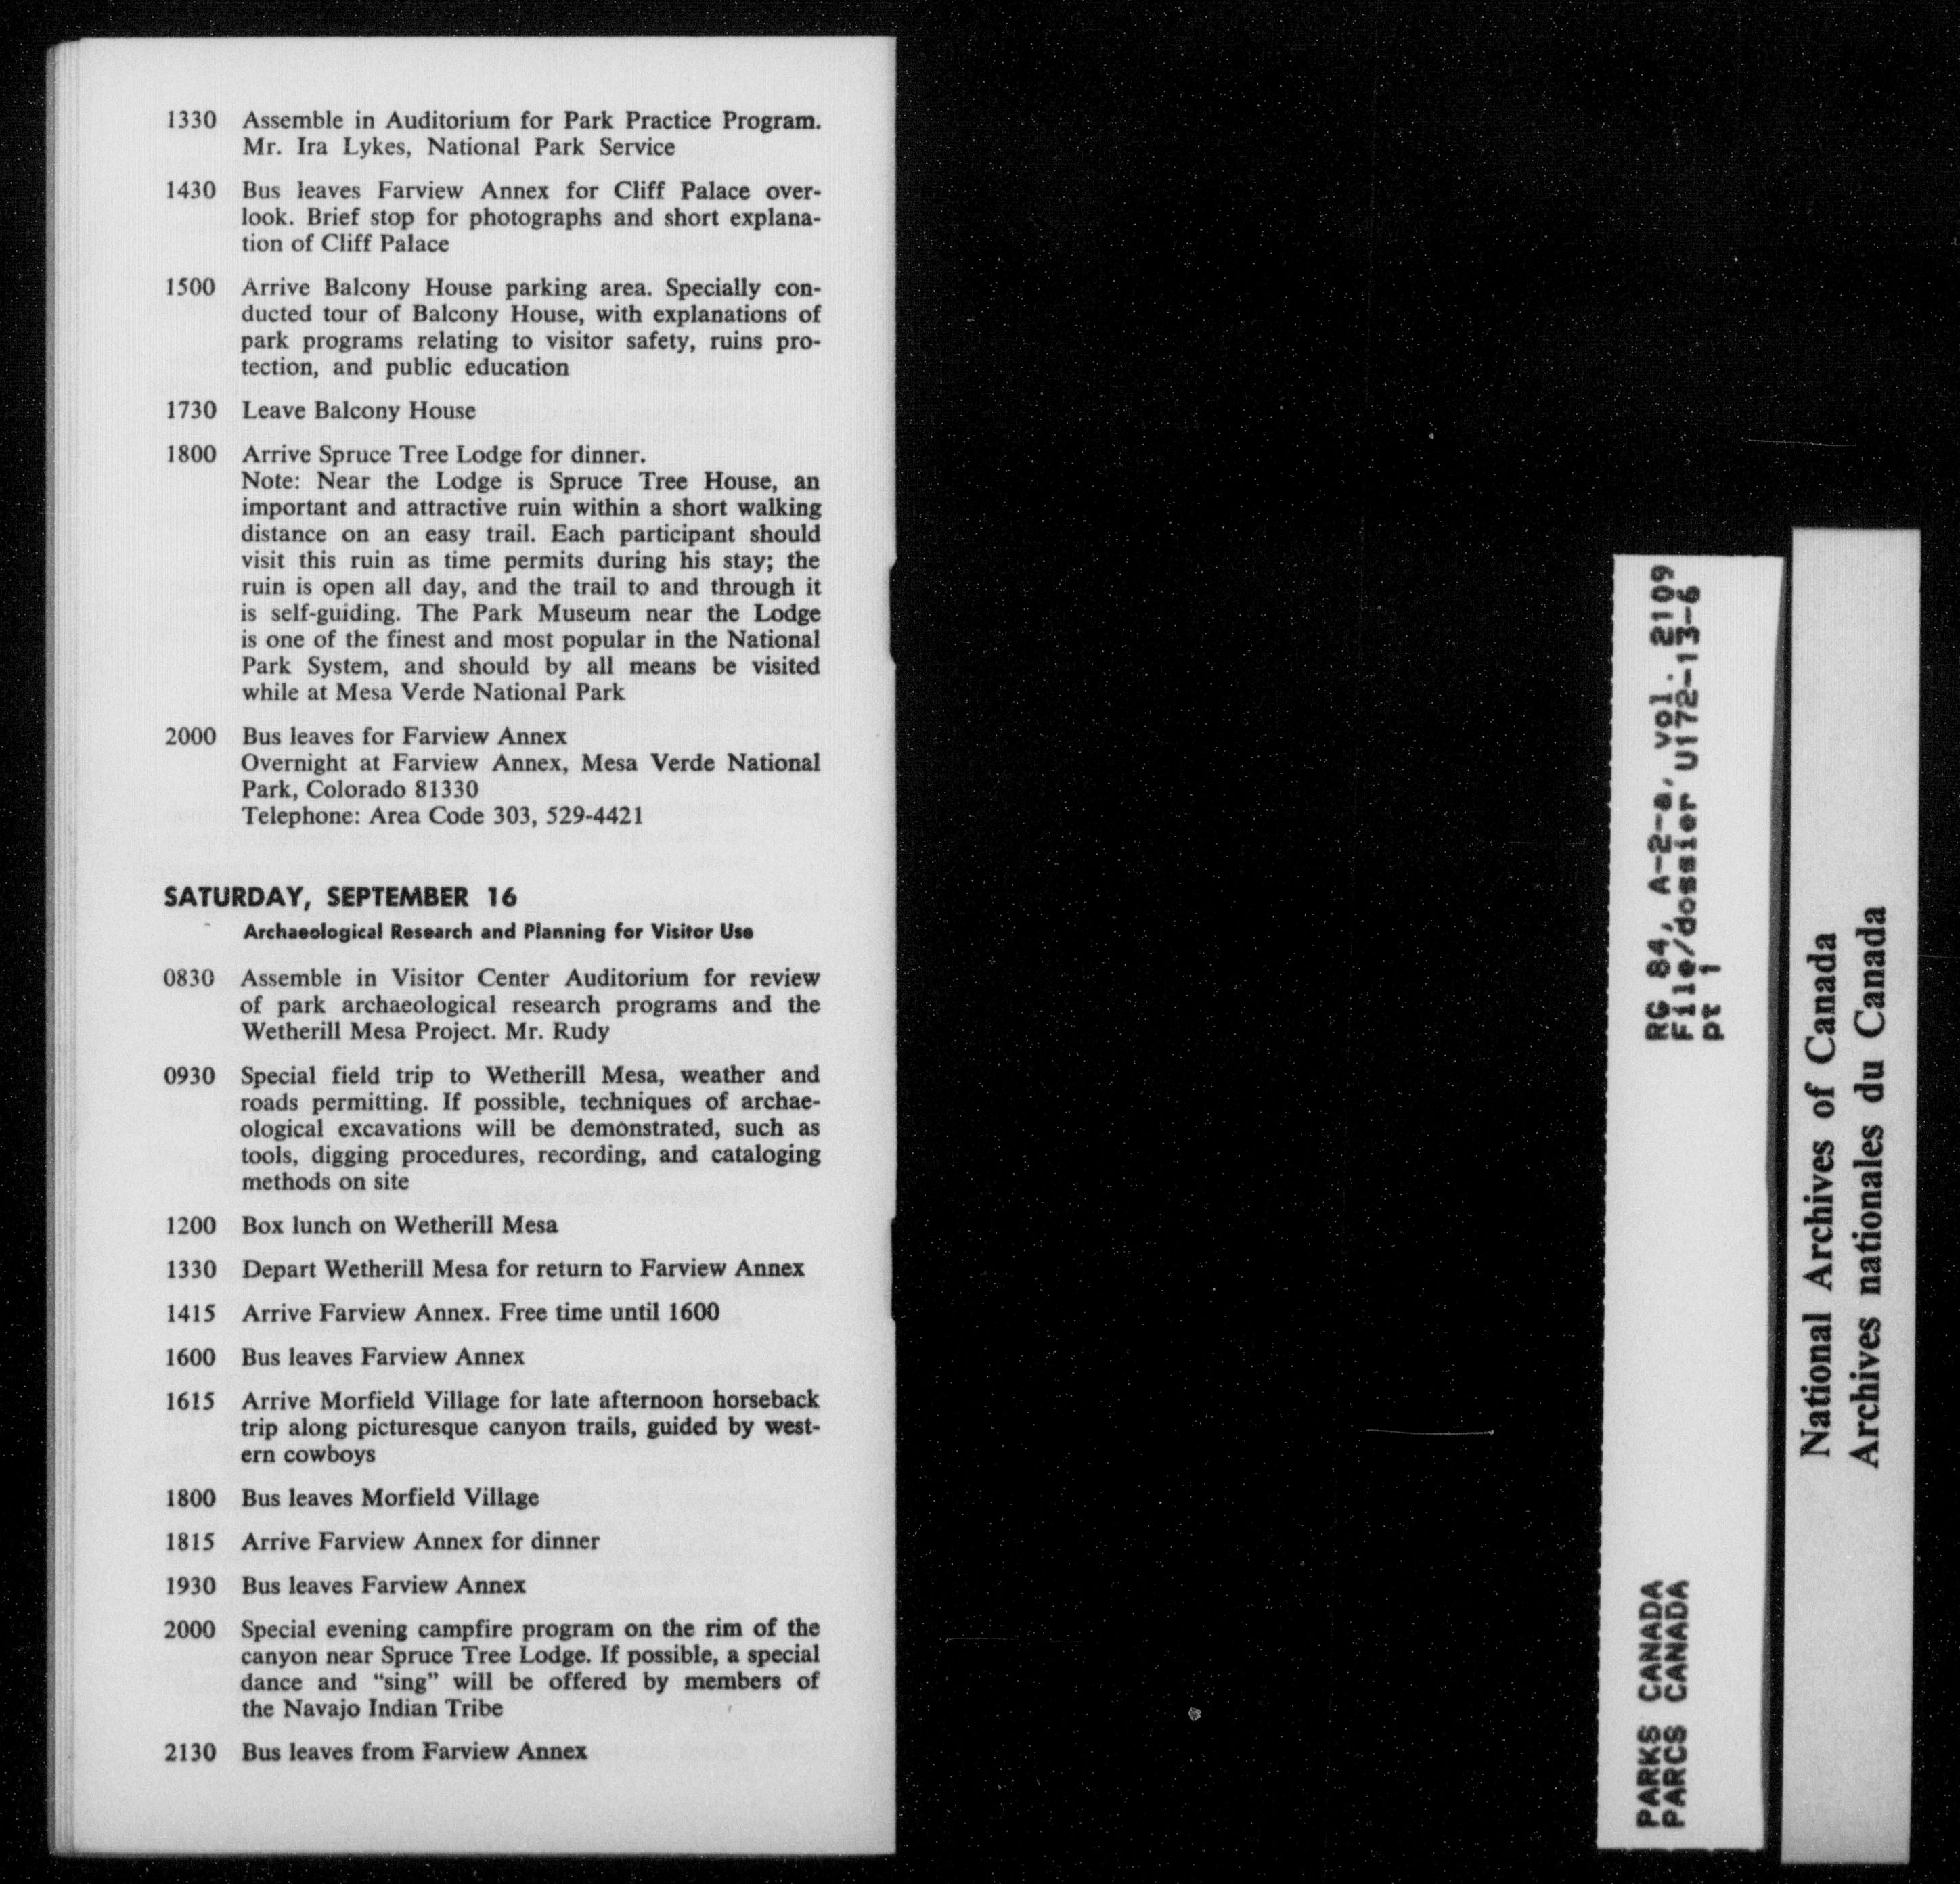 1330 Assemble in Auditorium for Park Practice Program.
Mr. Ira Lykes, National Park Service
1430 Bus leaves Farview Annex for Cliff Palace over-
look. Brief stop for photographs and short explana-
tion of Cliff Palace
1500 Arrive Balcony House parking area. Specially con-
ducted tour of Balcony House, with explanations of
park programs relating to visitor safety, ruins pro-
tection, and public education
1730 Leave Balcony House
1800 Arrive Spruce Tree Lodge for dinner.
Note: Near the Lodge is Spruce Tree House, an
important and attractive ruin within a short walking
distance on an easy trail. Each participant should
visit this ruin as time permits during his stay; the
ruin is open all day, and the trail to and through it
is self-guiding. The Park Museum near the Lodge
is one of the finest and most popular in the National
Park System, and should by all means be visited
while at Mesa Verde National Park
2000 Bus leaves for Farview Annex
Overnight at Farview Annex, Mesa Verde National
Park, Colorado 81330
Telephone: Area Code 303, 529-4421
SATURDAY, SEPTEMBER 16
Archaeological Research and Planning for Visitor Use
0830 Assemble in Visitor Center Auditorium for review
of park archaeological research programs and the
Wetherill Mesa Project. Mr. Rudy
0930 Special field trip to Wetherill Mesa, weather and
roads permitting. If possible, techniques of archae-
ological excavations will be demonstrated, such as
tools, digging procedures, recording, and cataloging
methods on site
1200 Box lunch on Wetherill Mesa
1330 Depart Wetherill Mesa for return to Farview Annex
1415 Arrive Farview Annex. Free time until 1600
1600 Bus leaves Farview Annex
1615 Arrive Morfield Village for late afternoon horseback
trip along picturesque canyon trails, guided by west-
ern cowboys
1800 Bus leaves Morfield Village
1815 Arrive Farview Annex for dinner
1930 Bus leaves Farview Annex
2000 Special evening campfire program on the rim of the
canyon near Spruce Tree Lodge. If possible, a special
dance and “sing” will be offered by members of
the Navajo Indian Tribe
2130 Bus leaves from Farview Annex
RG 84, A-2-a, vol. 2109
File/dossier U172-13-6
pt 1
PARKS CANADA
PARCS CANADA
National Archives of Canada
Archives nationales du Canada